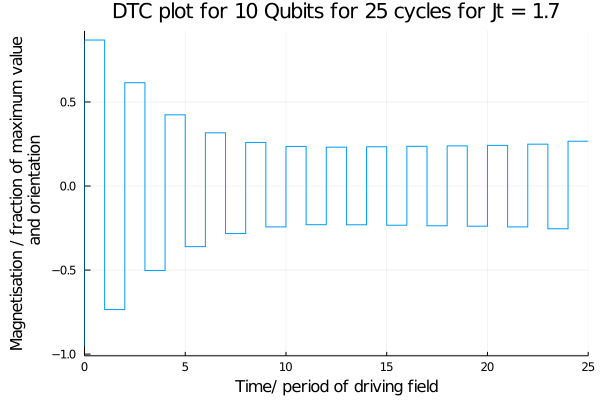 DTC plot for 10 Qubits for 25 cycles for Jt = 1.7
Magnetisation / fraction of maximum value
and orientation
0.5
0.0
−0.5
−1.0
0 5 10 15 20 25
Time/ period of driving field